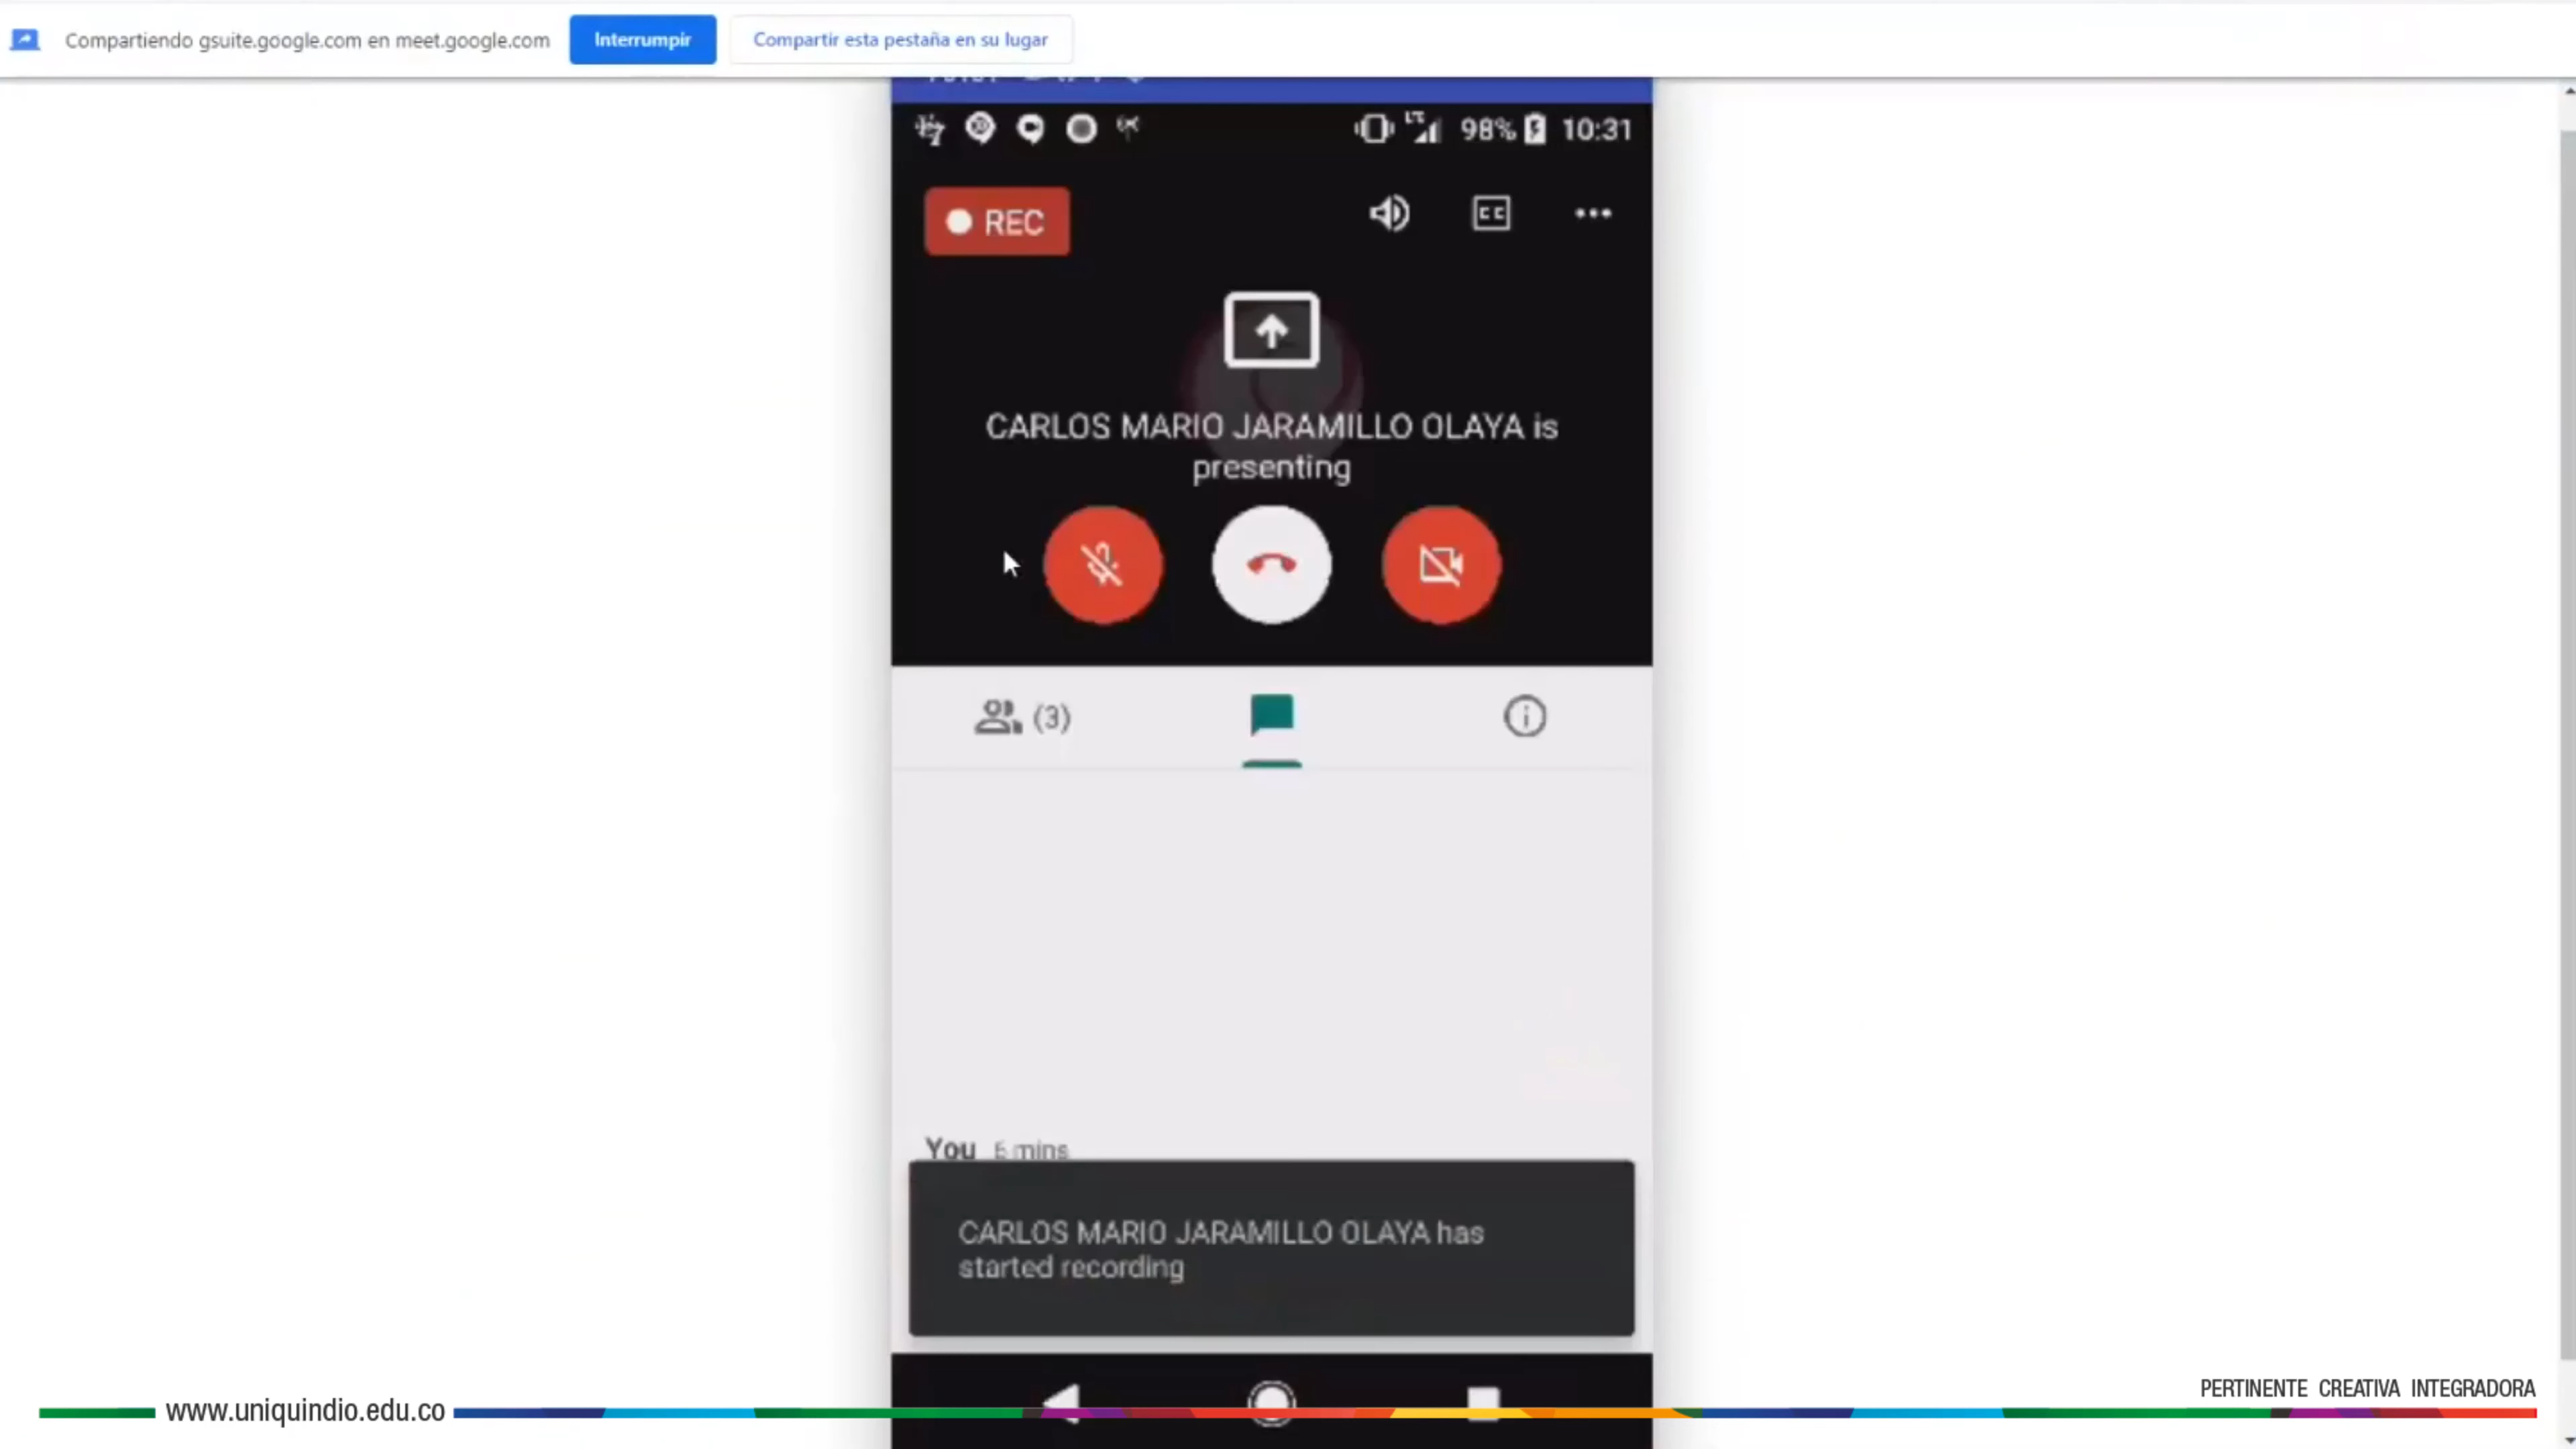 Compartiendo gsuite.google.com en meet.google.com
Interrumpir
Compartir esta pestaña en su lugar
98%
10:31
REC
CC
CARLOS MARIO JARAMILLO OLAYA is
presenting
(3)
You
mins
CARLOS MARIO JARAMILLO OLAYA has
started recording
PERTINENTE CREATIVA INTEGRADORA
www.uniquindio.edu.co